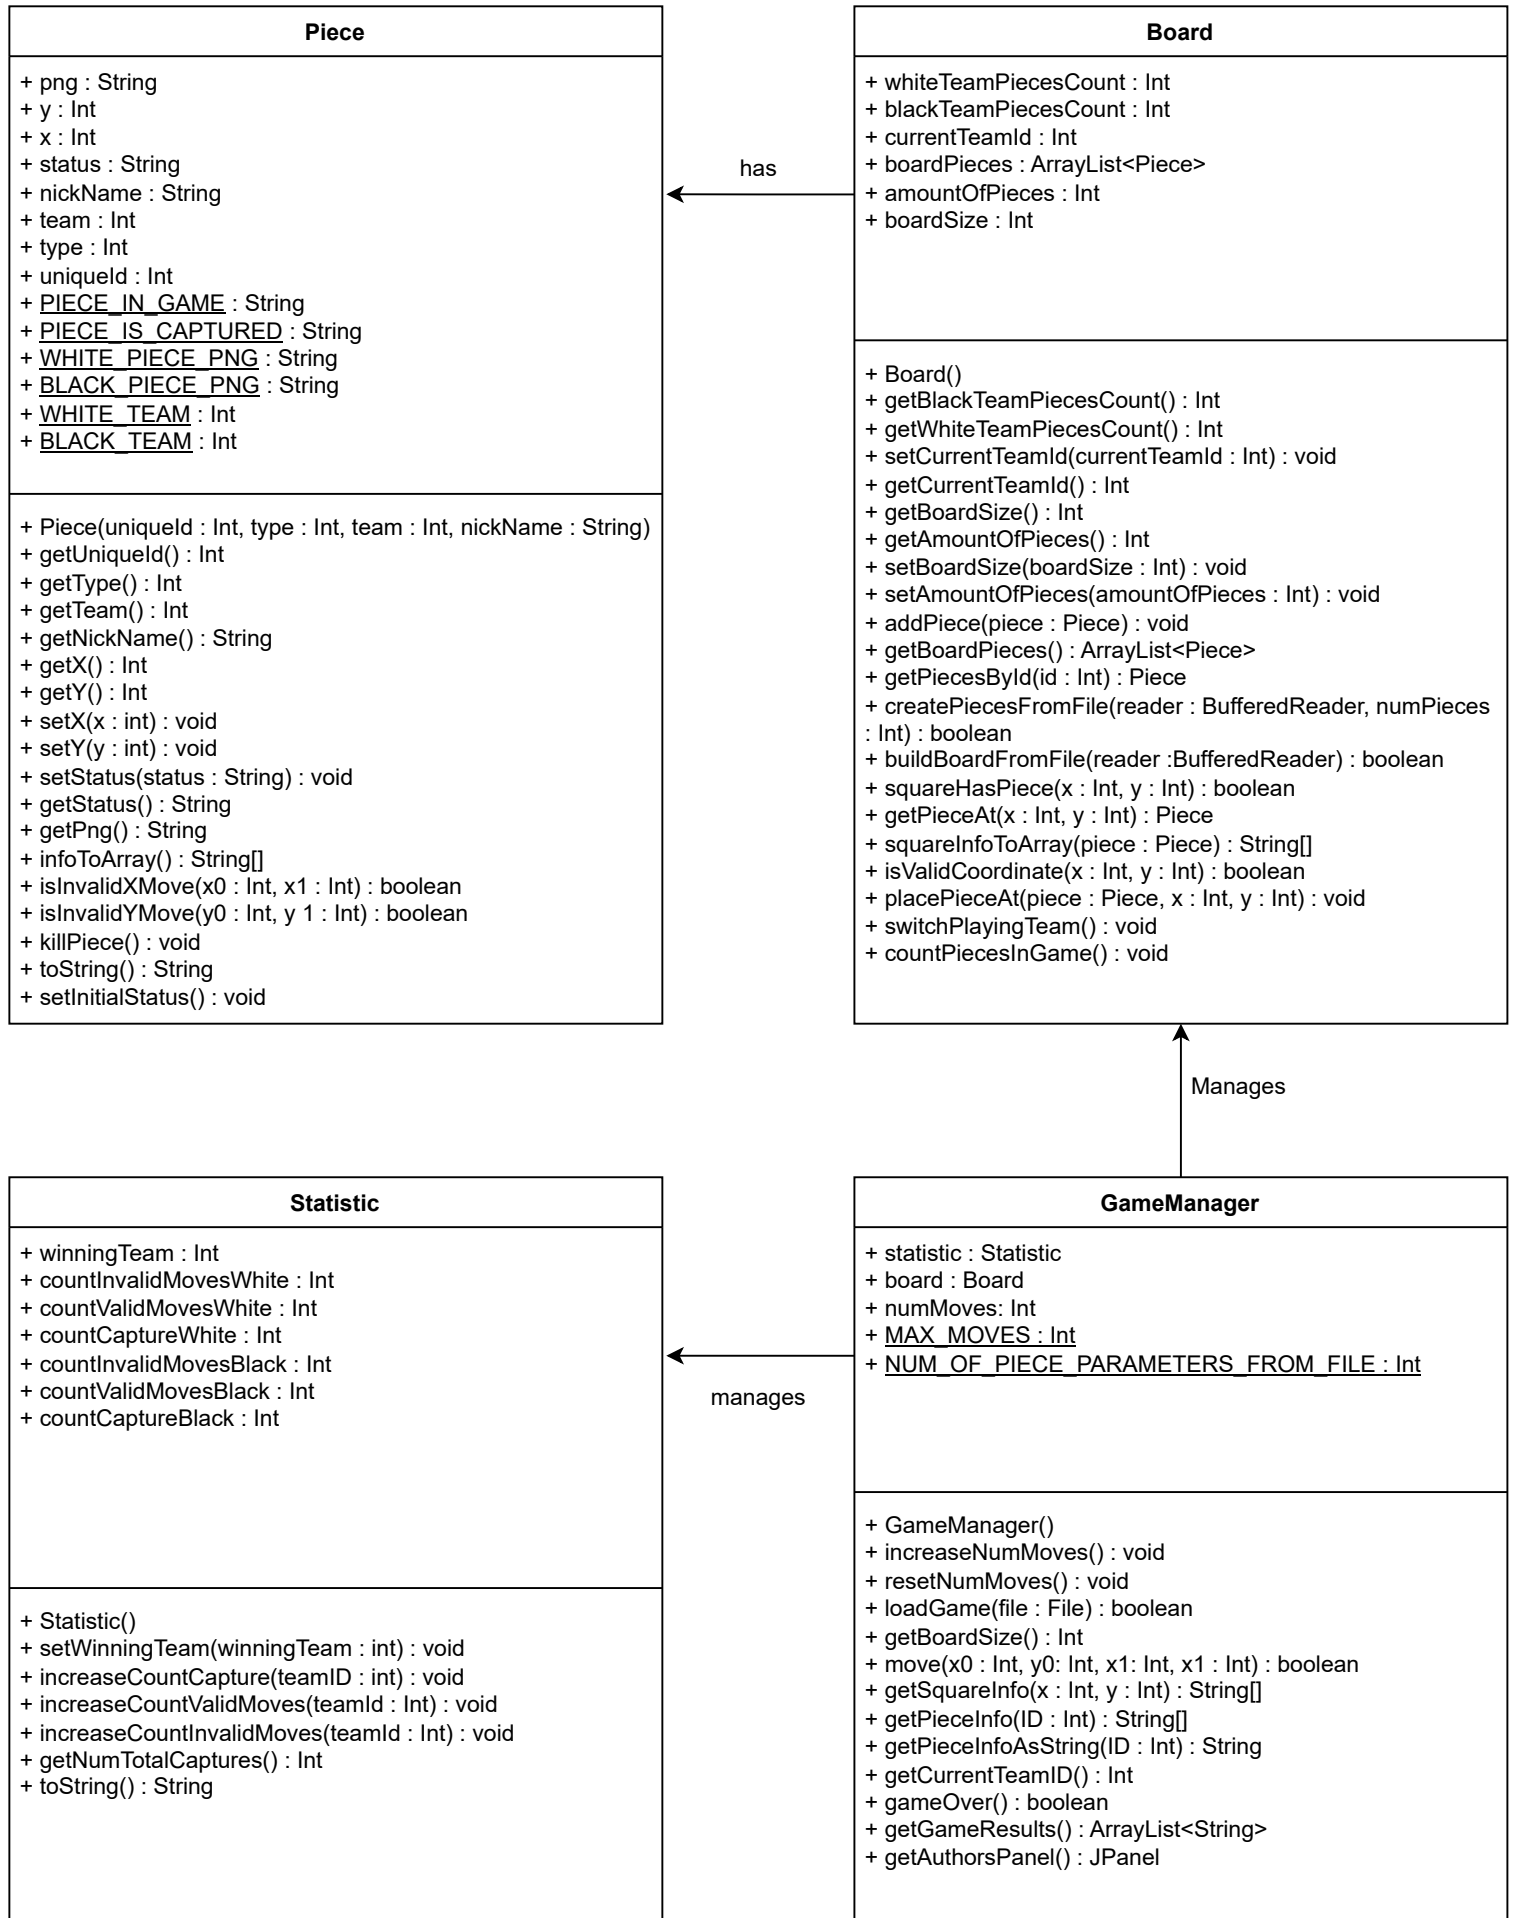 Piece
+ png : String
+ y : Int
+ x : Int
+ status : String
+ nickName : String
+ team : Int
+ type : Int
+ uniqueId : Int
+ PIECE_IN_GAME : String
+ PIECE_IS_CAPTURED : String
+ WHITE_PIECE_PNG : String
+ BLACK_PIECE_PNG : String
+ WHITE_TEAM : Int
+ BLACK_TEAM : Int
+ Piece(uniqueId : Int, type : Int, team : Int, nickName : String)
+ getUniqueId() : Int
+ getType() : Int
+ getTeam() : Int
+ getNickName() : String
+ getX() : Int
+ getY() : Int
+ setX(x : int) : void
+ setY(y : int) : void
+ setStatus(status : String) : void
+ getStatus() : String
+ getPng() : String
+ infoToArray() : String[]
+ isInvalidXMove(x0 : Int, x1 : Int) : boolean
+ isInvalidYMove(y0 : Int, y 1 : Int) : boolean
+ killPiece() : void
+ toString() : String
+ setInitialStatus() : void
has
Board
+ whiteTeamPiecesCount : Int
+ blackTeamPiecesCount : Int
+ currentTeamId : Int
+ boardPieces : ArrayList<Piece>
+ amountOfPieces : Int
+ boardSize : Int
+ Board()
+ getBlackTeamPiecesCount() : Int
+ getWhiteTeamPiecesCount() : Int
+ setCurrentTeamId(currentTeamId : Int) : void
+ getCurrentTeamId() : Int
+ getBoardSize() : Int
+ getAmountOfPieces() : Int
+ setBoardSize(boardSize : Int) : void
+ setAmountOfPieces(amountOfPieces : Int) : void
+ addPiece(piece : Piece) : void
+ getBoardPieces() : ArrayList<Piece>
+ getPiecesById(id : Int) : Piece
+ createPiecesFromFile(reader : BufferedReader, numPieces
: Int) : boolean
+ buildBoardFromFile(reader :BufferedReader) : boolean
+ squareHasPiece(x : Int, y : Int) : boolean
+ getPieceAt(x : Int, y : Int) : Piece
+ squareInfoToArray(piece : Piece) : String[]
+ isValidCoordinate(x : Int, y : Int) : boolean
+ placePieceAt(piece : Piece, x : Int, y : Int) : void
+ switchPlayingTeam() : void
+ countPiecesInGame() : void
Manages
Statistic
+ winningTeam : Int
+ countInvalidMovesWhite : Int
+ countValidMovesWhite : Int
+ countCaptureWhite : Int
+ countInvalidMovesBlack : Int
+ countValidMovesBlack : Int
+ countCaptureBlack : Int
+ Statistic()
+ setWinningTeam(winningTeam : int) : void
+ increaseCountCapture(teamID : int) : void
+ increaseCountValidMoves(teamId : Int) : void
+ increaseCountInvalidMoves(teamId : Int) : void
+ getNumTotalCaptures() : Int
+ toString() : String
manages
GameManager
+ statistic : Statistic
+ board : Board
+ numMoves: Int
+ MAX_MOVES : Int
+ NUM_OF_PIECE_PARAMETERS_FROM_FILE : Int
+ GameManager()
+ increaseNumMoves() : void
+ resetNumMoves() : void
+ loadGame(file : File) : boolean
+ getBoardSize() : Int
+ move(x0 : Int, y0: Int, x1: Int, x1 : Int) : boolean
+ getSquareInfo(x : Int, y : Int) : String[]
+ getPieceInfo(ID : Int) : String[]
+ getPieceInfoAsString(ID : Int) : String
+ getCurrentTeamID() : Int
+ gameOver() : boolean
+ getGameResults() : ArrayList<String>
+ getAuthorsPanel() : JPanel